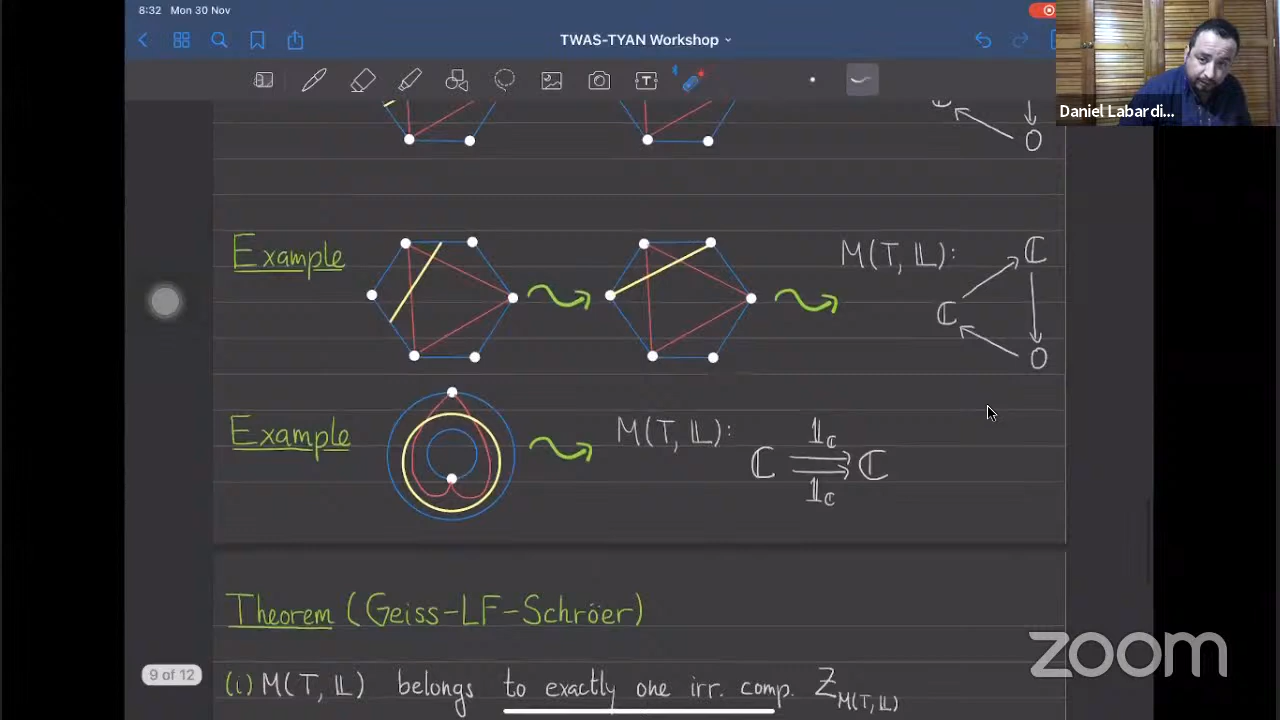 8:32 Mon 30 Nov
TWAS-TYAN Workshop
Daniel Labardi...
0
Example
M(T, 𝕃):
ℂ
ℂ
0
Example
M(T, 𝕃):
𝟙ℂ
ℂ ℂ
𝟙ℂ
Theorem (Geiss-LF-Schröer)
9 of 12
(i) M(T, 𝕃) belongs to exactly one irr. comp. Z_M(T,𝕃)
zoom